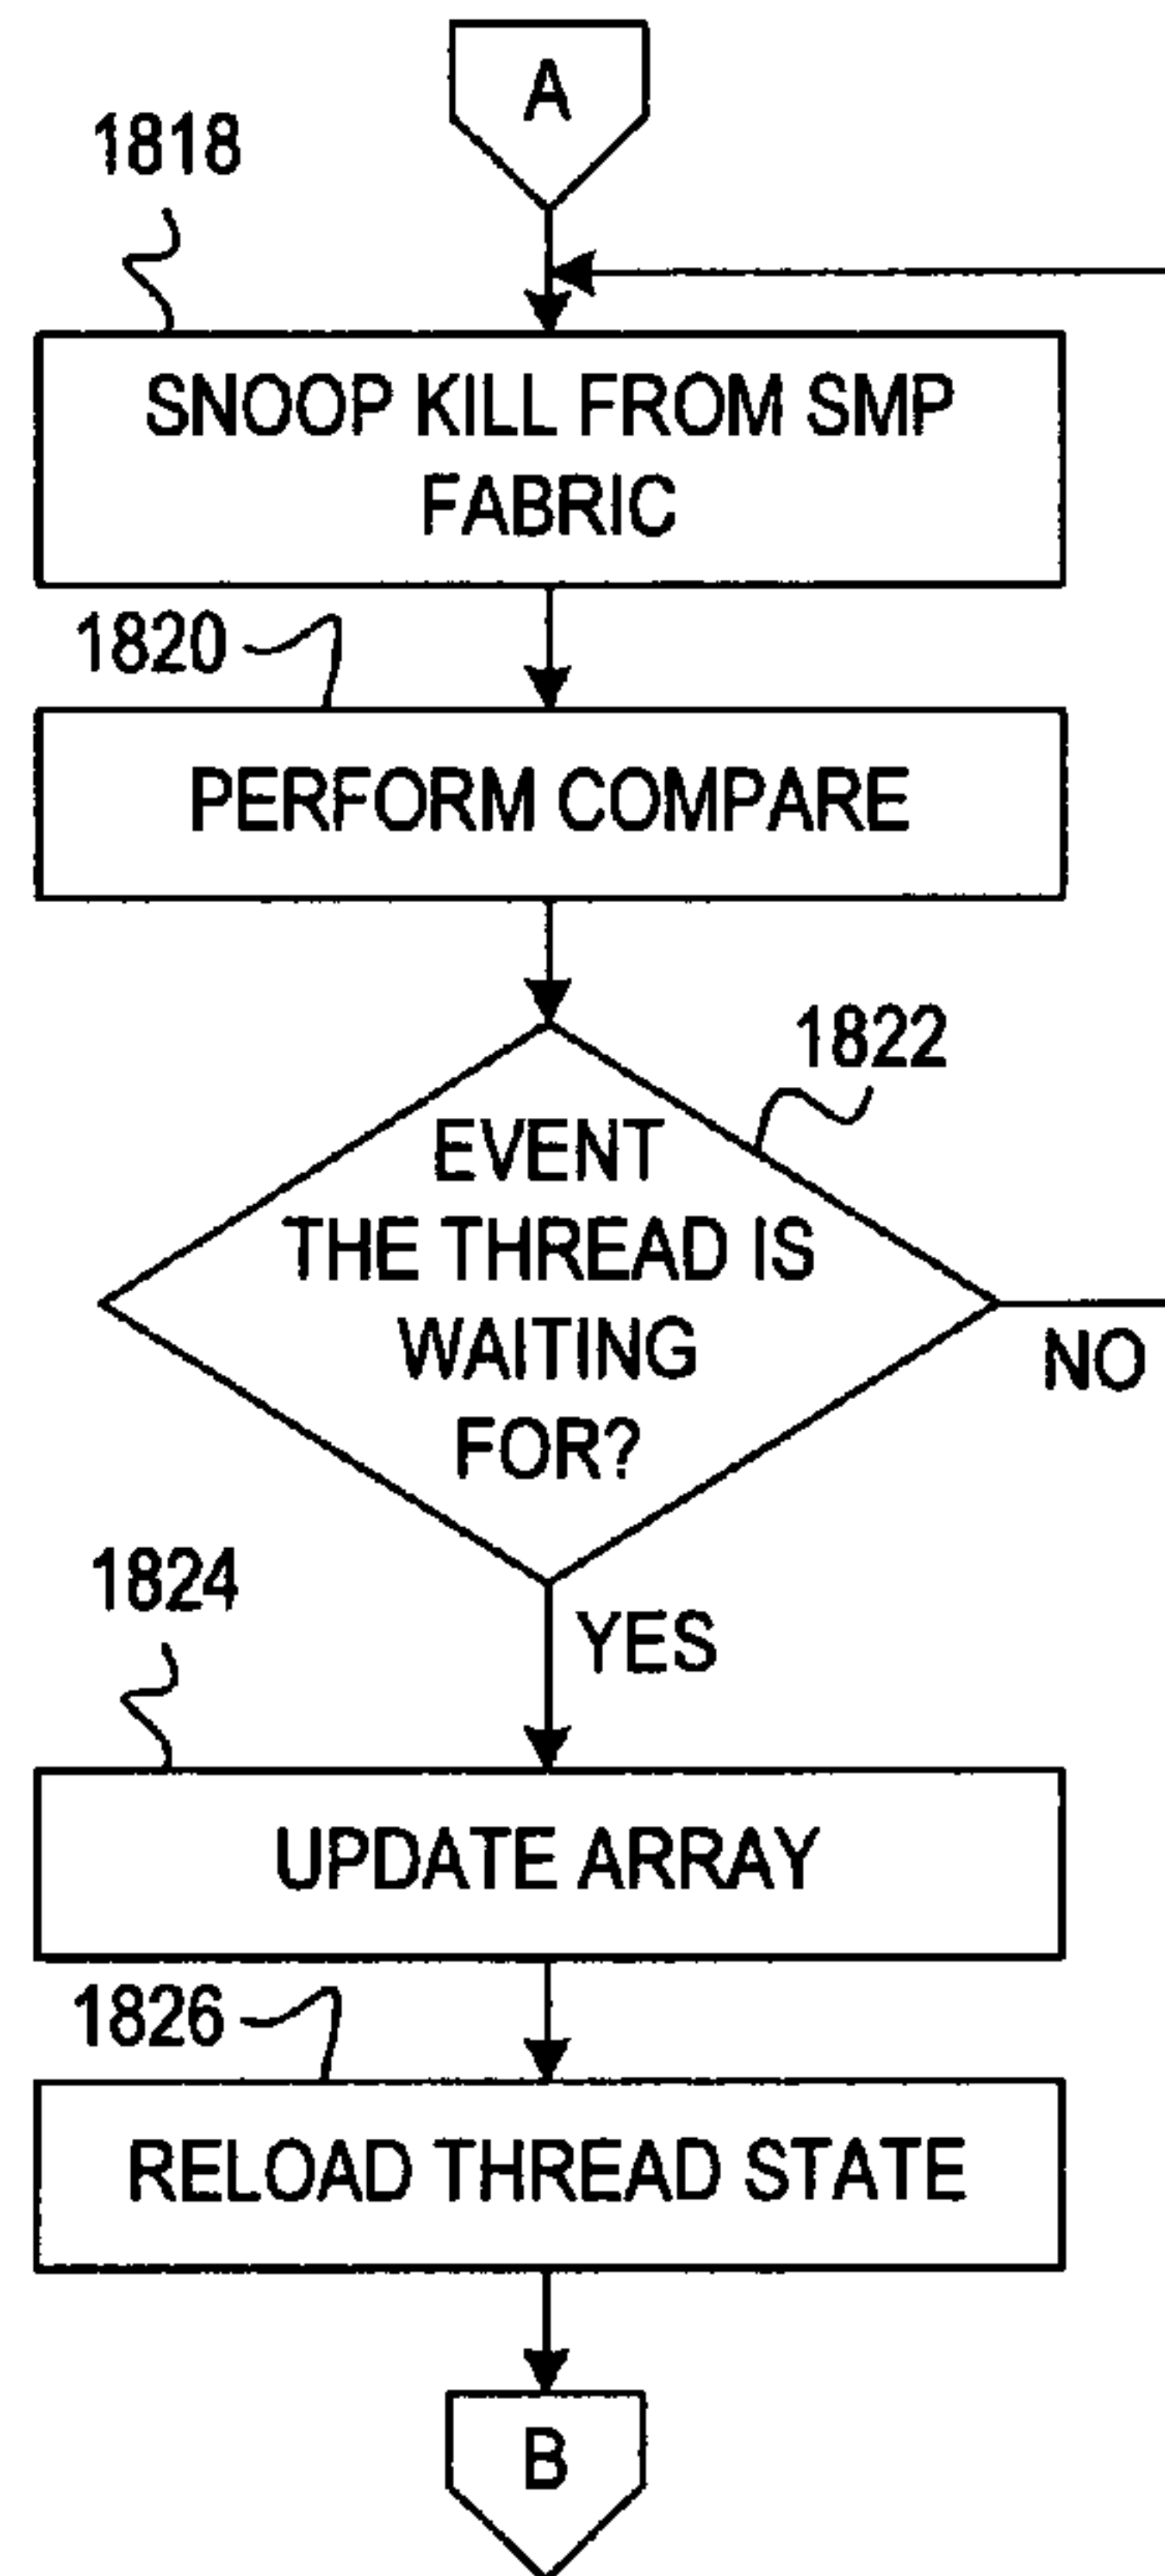 A
1818
SNOOP KILL FROM SMP
FABRIC
1820
PERFORM COMPARE
1822
EVENT
THE THREAD IS
WAITING
FOR?
NO
1824
YES
UPDATE ARRAY
1826
RELOAD THREAD STATE
B